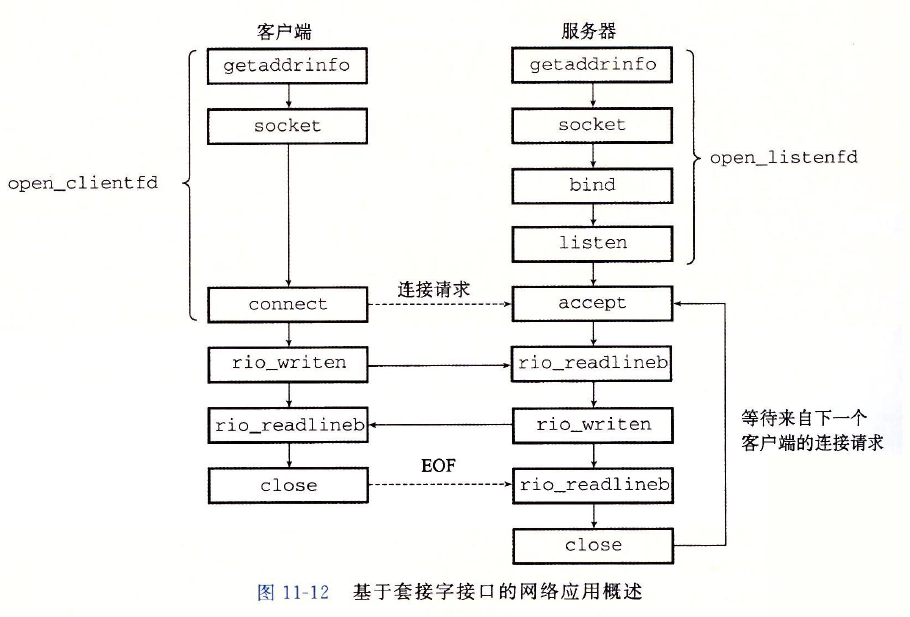 客户端
服务器
getaddrinfo
getaddrinfo
socket
socket
open_clientfd
open_listenfd
bind
listen
connect
连接请求
accept
rio_writen
rio_readlineb
rio_readlineb
rio_writen
等待来自下一个
客户端的连接请求
close
EOF
rio_readlineb
close
图 11-12 基于套接字接口的网络应用概述